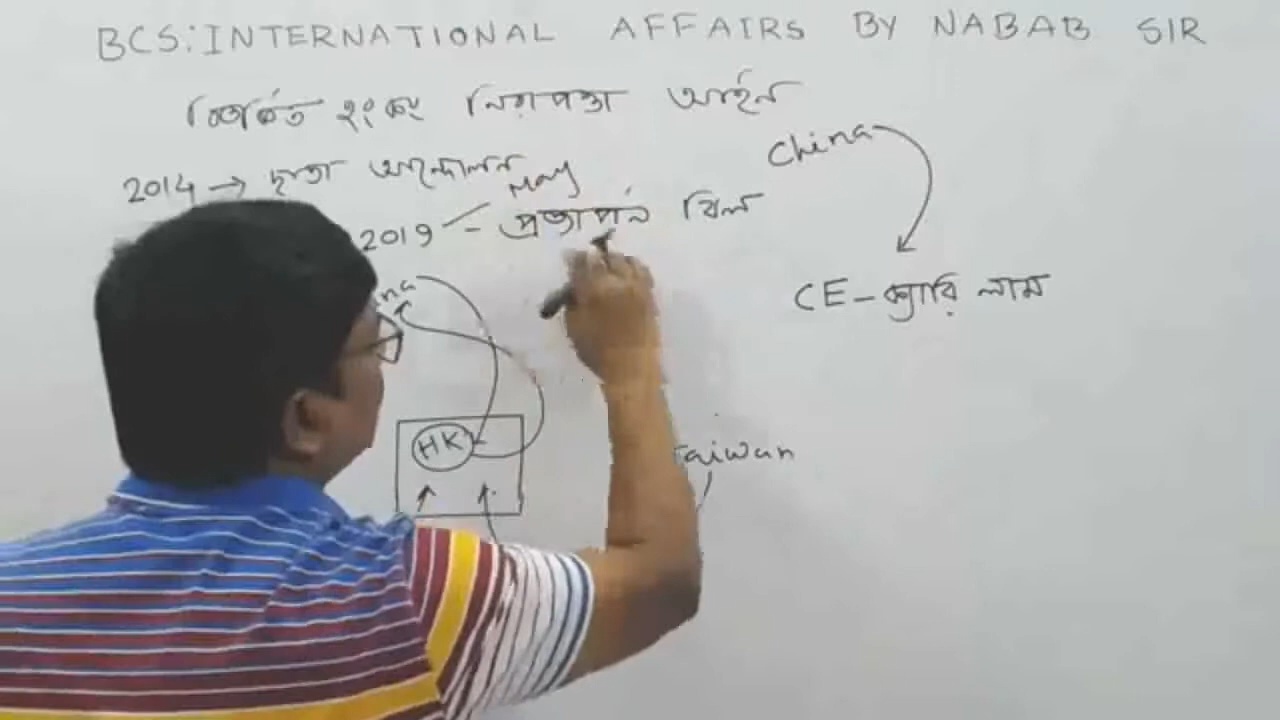 BCS:INTERNATIONAL AFFAIRS BY NABAB SIR
বিতর্কিত হংকং নিরাপত্তা আইন
2014 → ছাতা আন্দোলন
May
2019 - প্রত্যাপন বিল
China
CE-ক্যারি লাম
HK
Taiwan